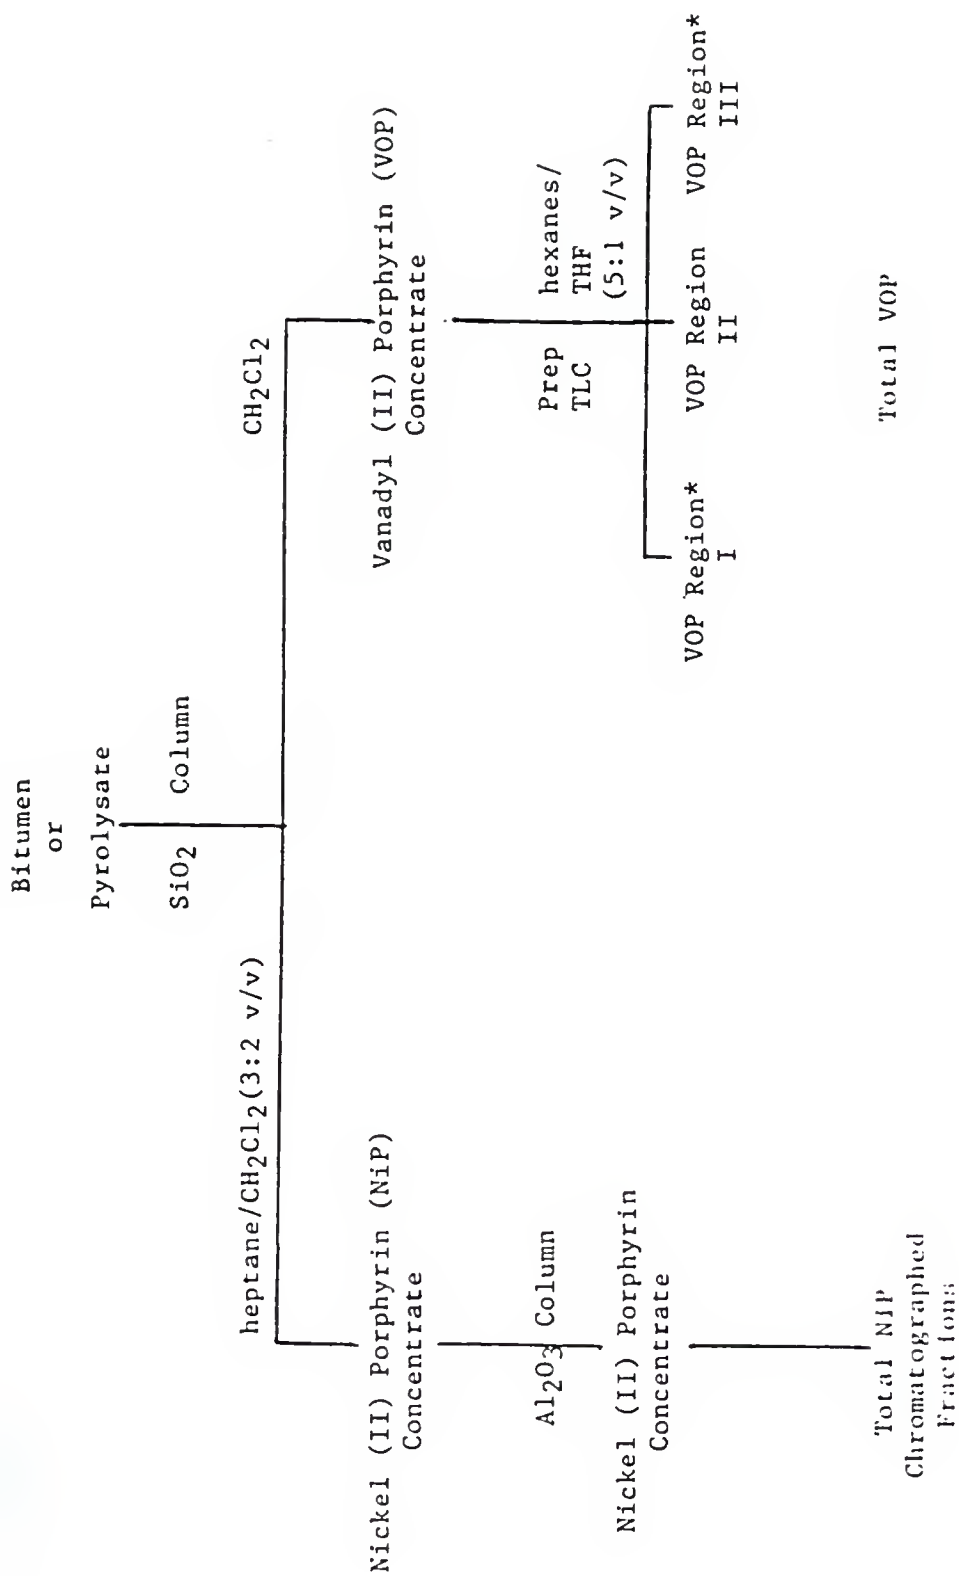 Bitumen
or
Pyrolysate
SiO2 Column
heptane/CH2Cl2(3:2 v/v)
CH2Cl2
Nickel (II) Porphyrin (NiP)
Concentrate
Vanadyl (II) Porphyrin (VOP)
Concentrate
Al2O3 Column
Prep
TLC
hexanes/
THF
(5:1 v/v)
Nickel (II) Porphyrin
Concentrate
VOP Region*
I
VOP Region
II
VOP Region*
III
Total NiP
Chromatographed
Fractions
Total VOP